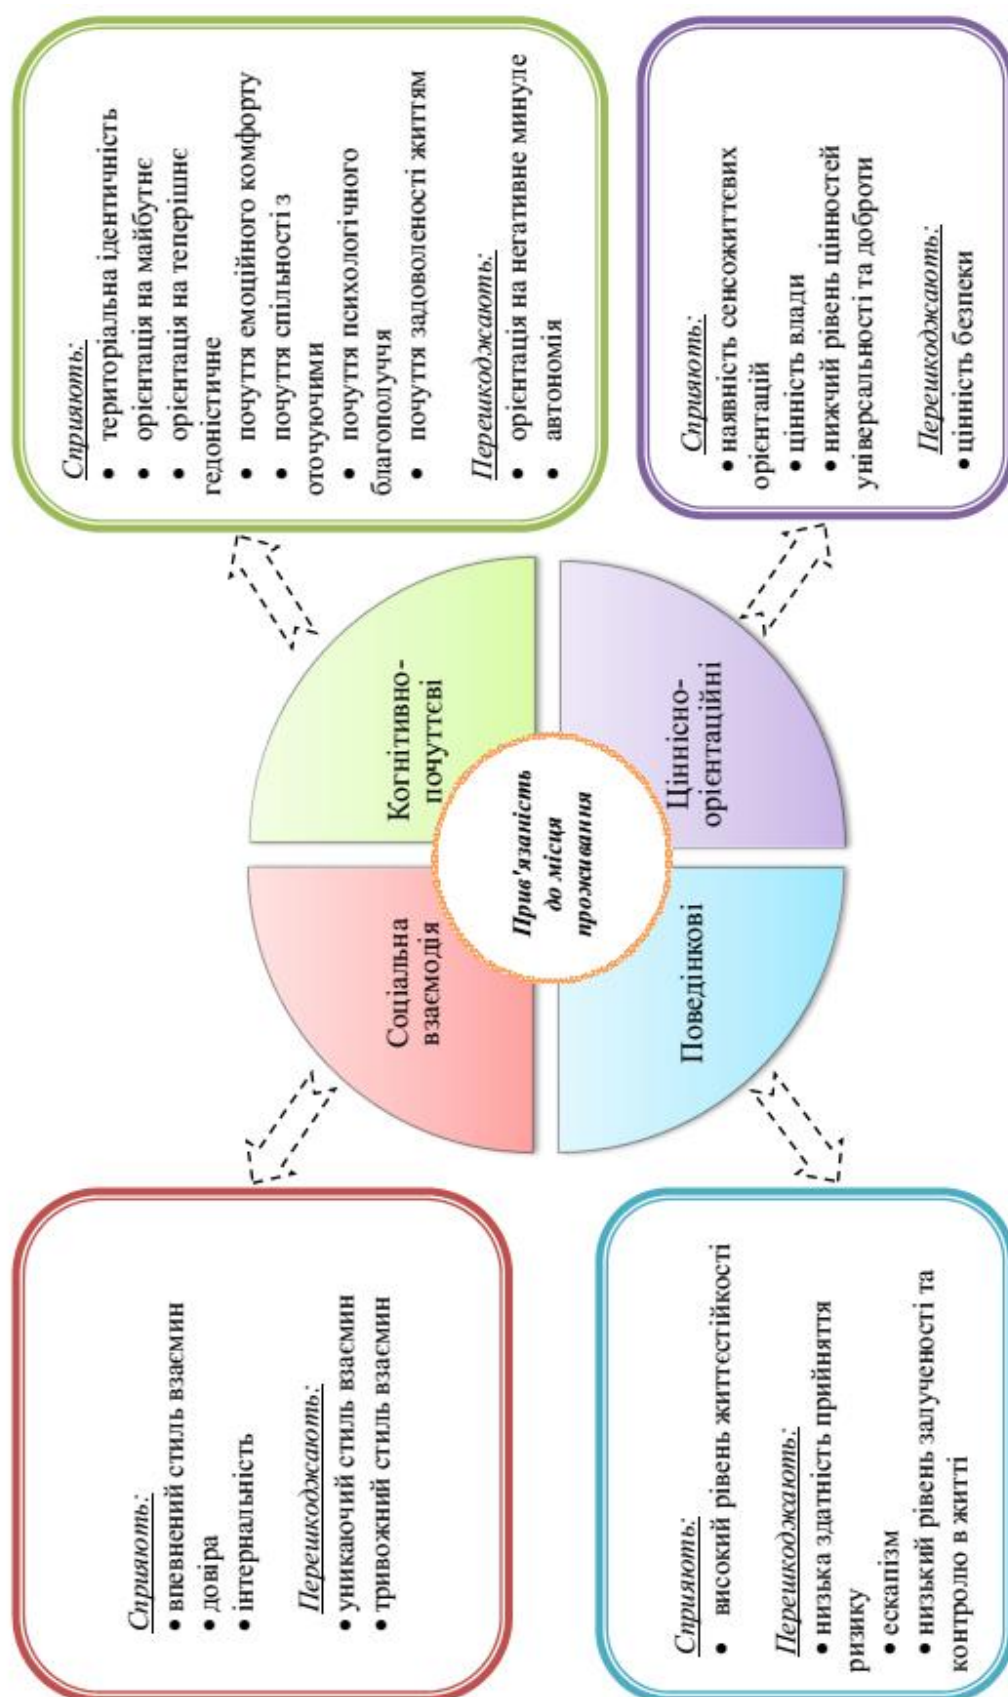 Сприяють:
• впевнений стиль взаємин
• довіра
• інтернальність
Перешкоджають:
• уникаючий стиль взаємин
• тривожний стиль взаємин
Сприяють:
• територіальна ідентичність
• орієнтація на майбутнє
• орієнтація на теперішнє
гедоністичне
• почуття емоційного комфорту
• почуття спільності з
оточуючими
• почуття психологічного
благополуччя
• почуття задоволеності життям
Перешкоджають:
• орієнтація на негативне минуле
• автономія
Соціальна
взаємодія
Когнітивно-
почуттєві
Прив'язаність
до місця
проживання
Поведінкові
Ціннісно-
орієнтаційні
Сприяють:
• високий рівень життєстійкості
Перешкоджають:
• низька здатність прийняття
ризику
• ескапізм
• низький рівень залученості та
контролю в житті
Сприяють:
• наявність сенсожиттєвих
орієнтацій
• цінність влади
• нижчий рівень цінностей
універсальності та доброти
Перешкоджають:
• цінність безпеки